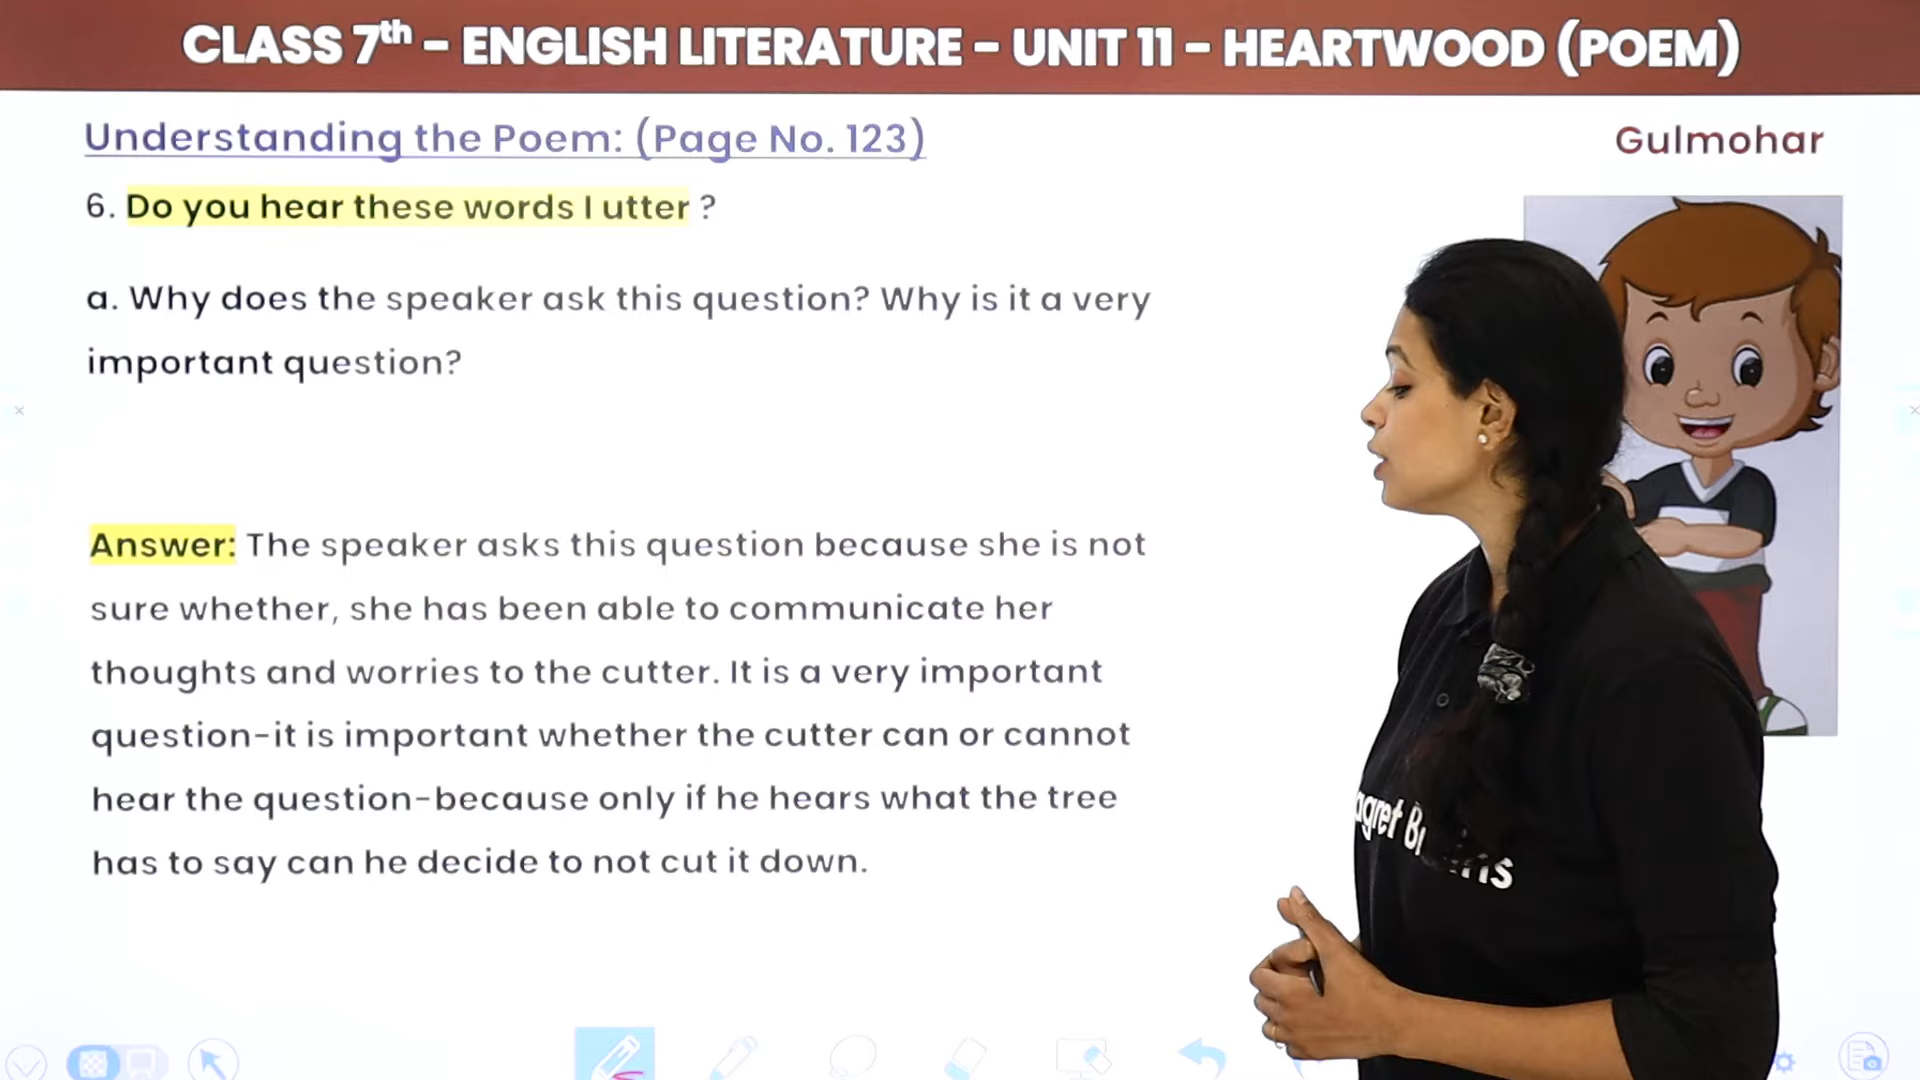 CLASS 7th – ENGLISH LITERATURE – UNIT 11 – HEARTWOOD (POEM)
Understanding the Poem: (Page No. 123)
Gulmohar
6. Do you hear these words I utter ?
a. Why does the speaker ask this question? Why is it a very
important question?
Answer: The speaker asks this question because she is not
sure whether, she has been able to communicate her
thoughts and worries to the cutter. It is a very important
question-it is important whether the cutter can or cannot
hear the question-because only if he hears what the tree
has to say can he decide to not cut it down.